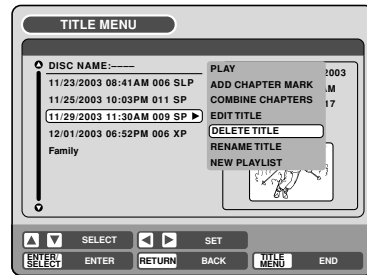 TITLE MENU
DISC NAME:----
11/23/2003 08:41AM 006 SLP
11/25/2003 10:03PM 011 SP
11/29/2003 11:30AM 009 SP
12/01/2003 06:52PM 006 XP
Family
PLAY
ADD CHAPTER MARK
COMBINE CHAPTERS
EDIT TITLE
DELETE TITLE
RENAME TITLE
NEW PLAYLIST
2003
AM
17
SELECT SET
ENTER/SELECT ENTER RETURN BACK TITLE MENU END